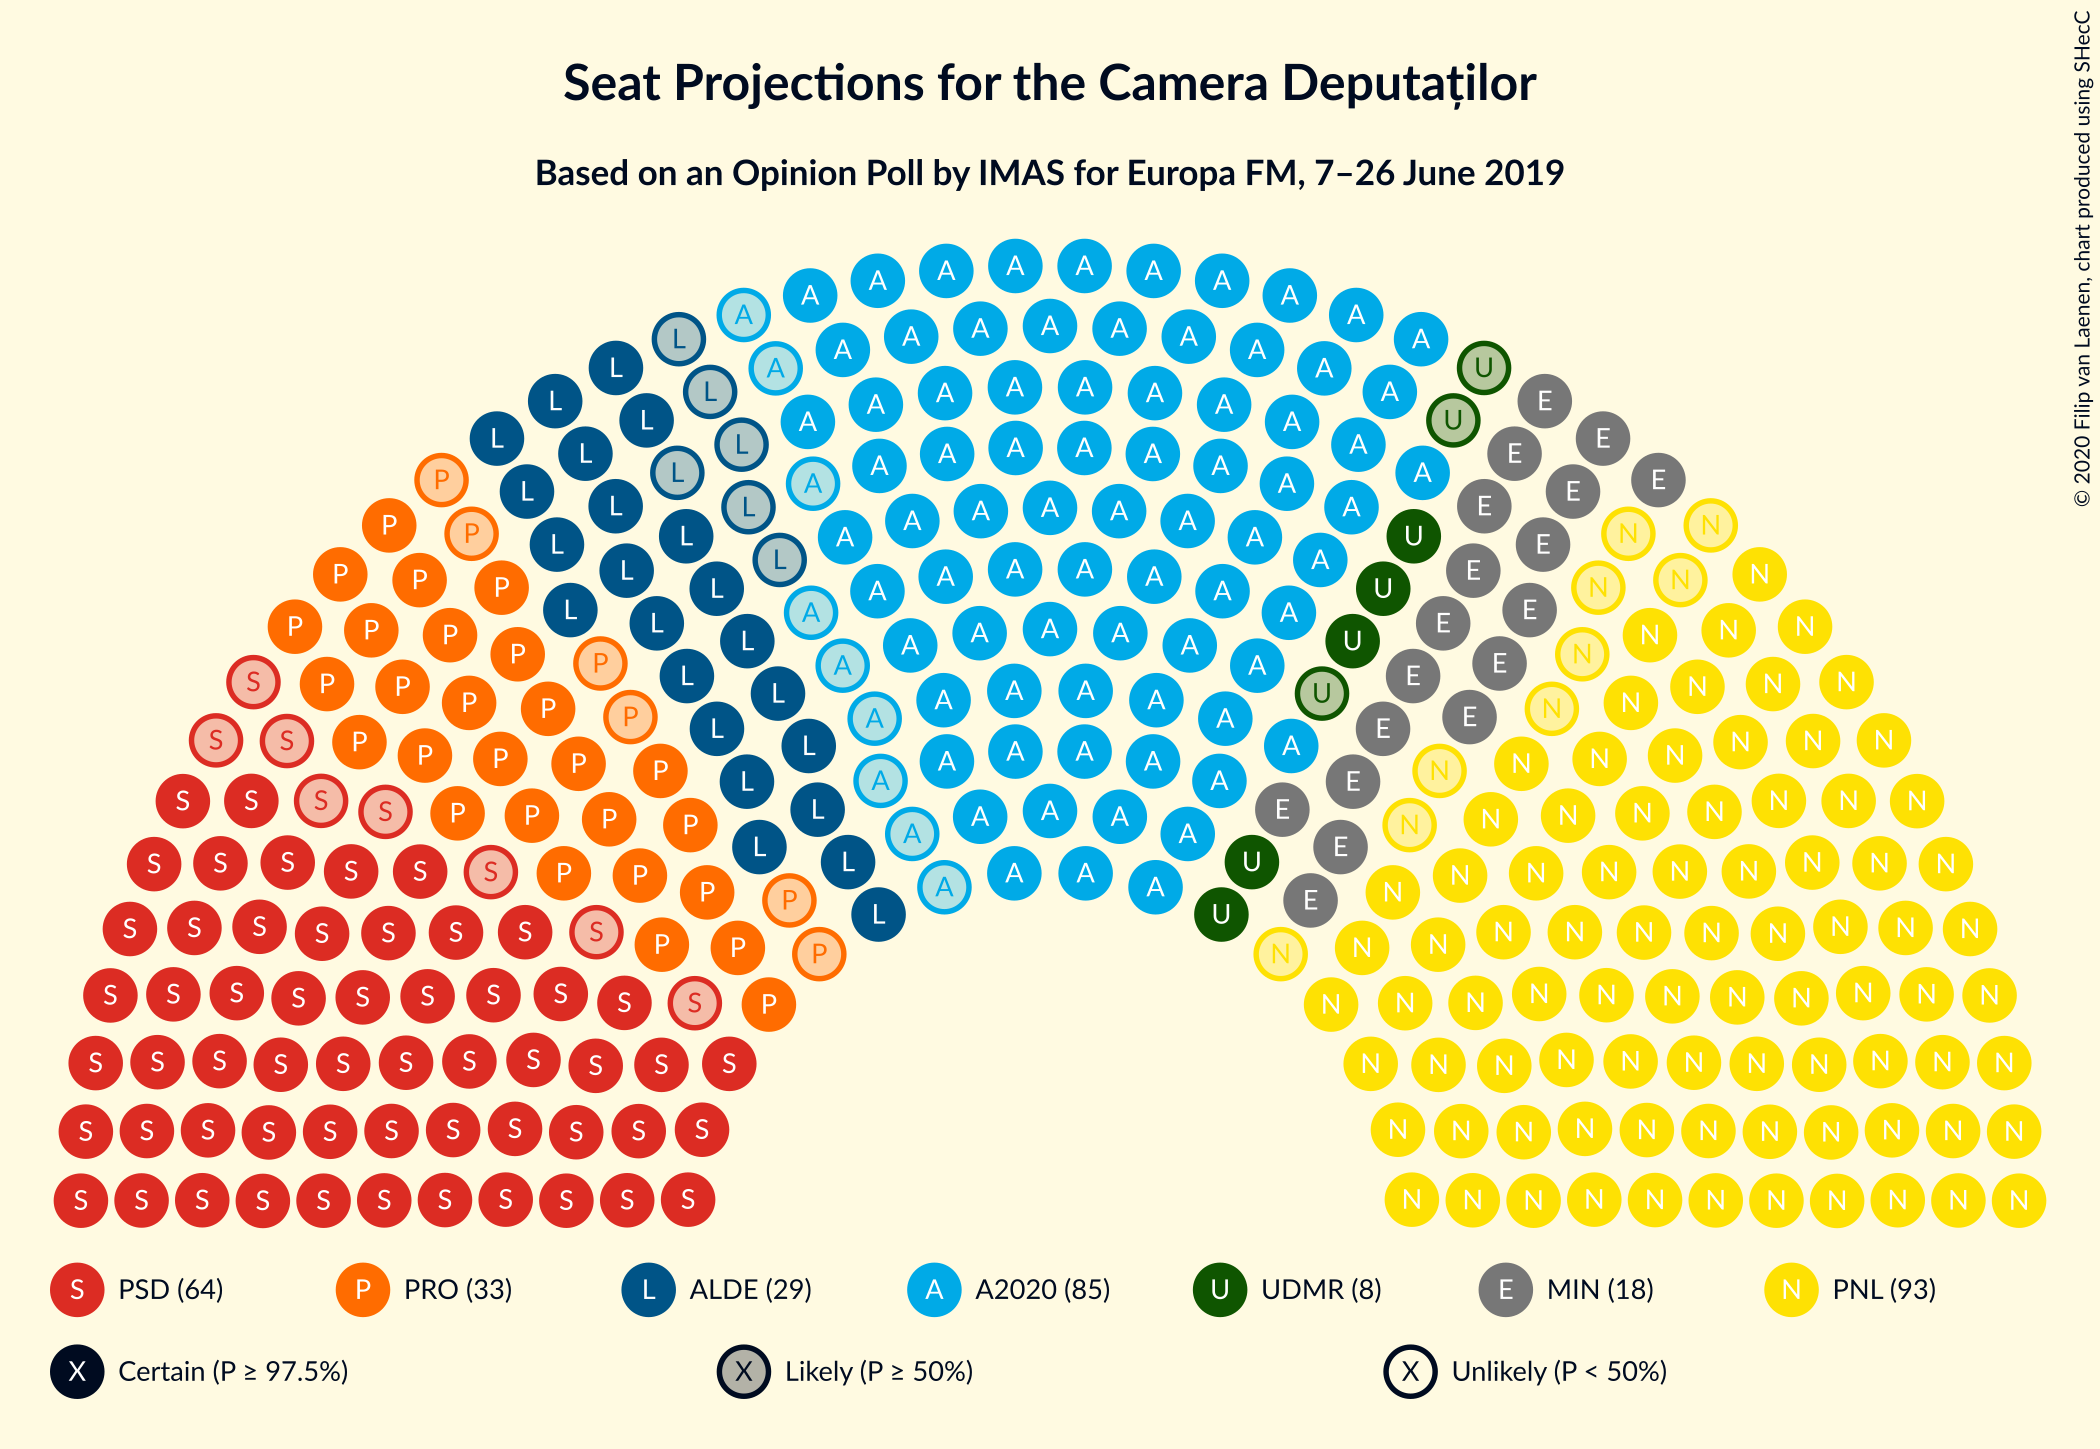 Seat Projections for the Camera Deputaților
Based on an Opinion Poll by IMAS for Europa FM, 7–26 June 2019
© 2020 Filip van Laenen, chart produced using SHecC
S PSD (64) P PRO (33) L ALDE (29) A A2020 (85) U UDMR (8) E MIN (18) N PNL (93)
X Certain (P ≥ 97.5%) X Likely (P ≥ 50%) X Unlikely (P < 50%)